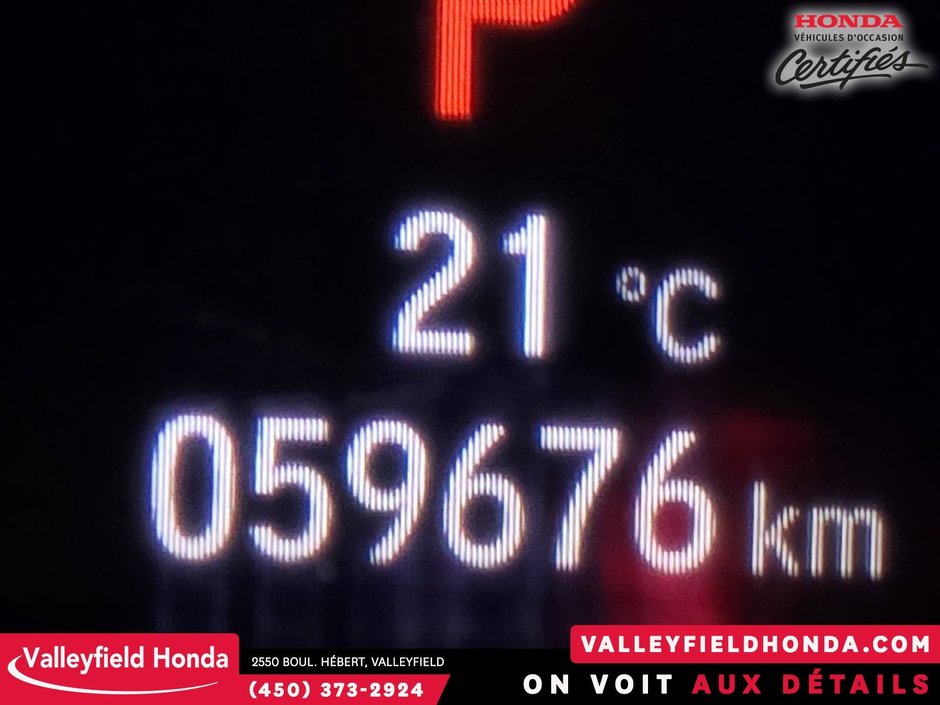 P
HONDA
VÉHICULES D'OCCASION
Certifiés
21 °C
059676 km
Valleyfield Honda
2550 BOUL. HÉBERT, VALLEYFIELD
(450) 373-2924
VALLEYFIELDHONDA.COM
ON VOIT AUX DÉTAILS